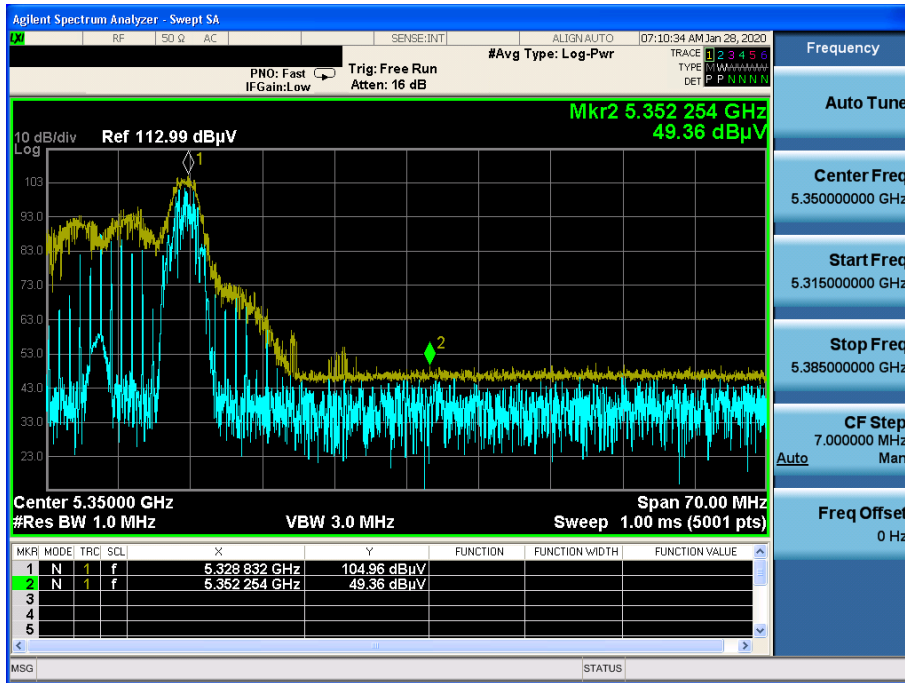 Agilent Spectrum Analyzer - Swept SA
LXI RF 50 Ω AC SENSE:INT ALIGN AUTO 07:10:34 AM Jan 28, 2020
#Avg Type: Log-Pwr
TRACE 1 2 3 4 5 6
PNO: Fast Trig: Free Run
TYPE M W W W W W
IFGain:Low Atten: 16 dB
DET P P N N N N
Mkr2 5.352 254 GHz
49.36 dBµV
10 dB/div Ref 112.99 dBµV
Log
1
103
93.0
83.0
73.0
63.0
53.0
2
43.0
33.0
23.0
Center 5.35000 GHz Span 70.00 MHz
#Res BW 1.0 MHz VBW 3.0 MHz Sweep 1.00 ms (5001 pts)
MKR MODE TRC SCL X Y FUNCTION FUNCTION WIDTH FUNCTION VALUE
1 N 1 f 5.328 832 GHz 104.96 dBµV
2 N 1 f 5.352 254 GHz 49.36 dBµV
3
4
5
MSG STATUS
Frequency
Auto Tune
Center Freq
5.350000000 GHz
Start Freq
5.315000000 GHz
Stop Freq
5.385000000 GHz
CF Step
7.000000 MHz
Auto Man
Freq Offset
0 Hz